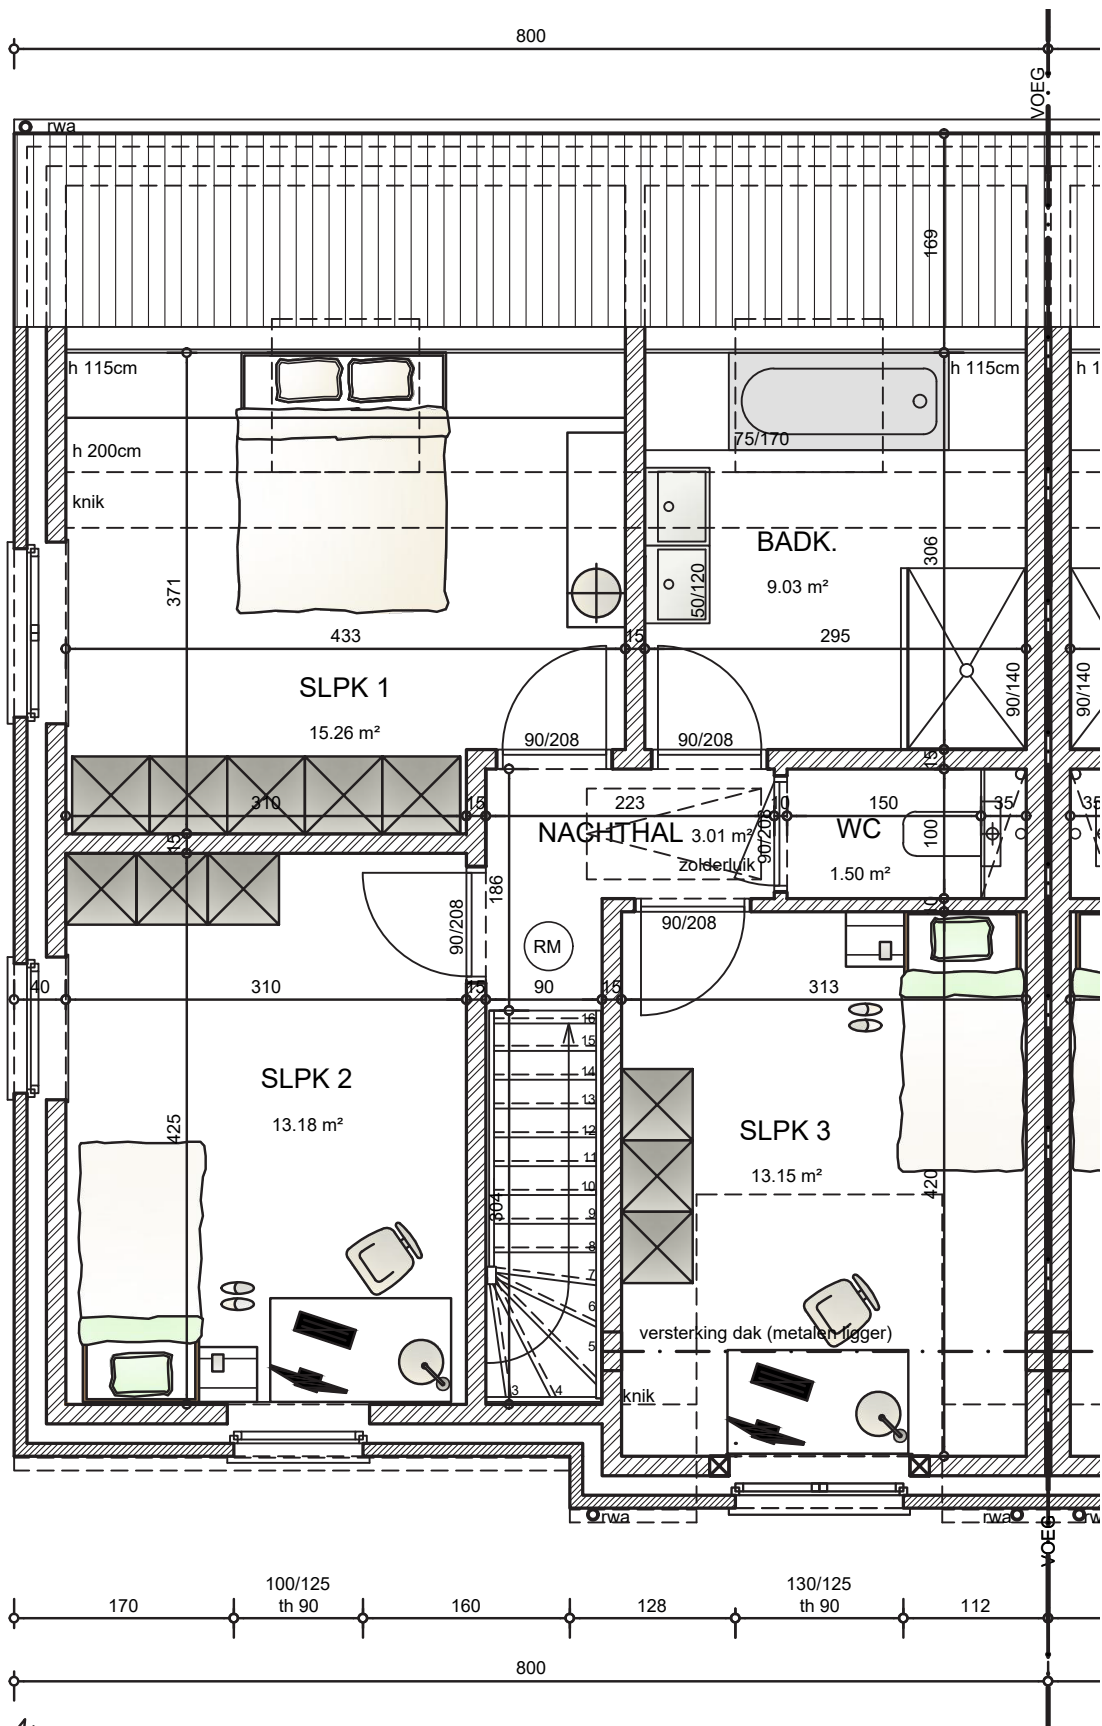 800
VOEG
rwa
169
h 115cm
h 115cm
h 1
75/170
h 200cm
knik
BADK.
9.03 m²
306
371
50/120
433
15
295
SLPK 1
15.26 m²
90/140
90/140
90/208
90/208
15
310
15
223
10
150
35
35
NACHTHAL
3.01 m²
90/208
WC
100
15
zolderluik
1.50 m²
186
90/208
90/208
RM
40
310
15
90
15
313
16
15
14
13
12
11
10
9
8
7
6
5
4
3
SLPK 2
13.18 m²
425
304
SLPK 3
13.15 m²
420
versterking dak (metalen ligger)
knik
rwa
rwa
VOEG
100/125
th 90
130/125
th 90
170
160
128
112
800